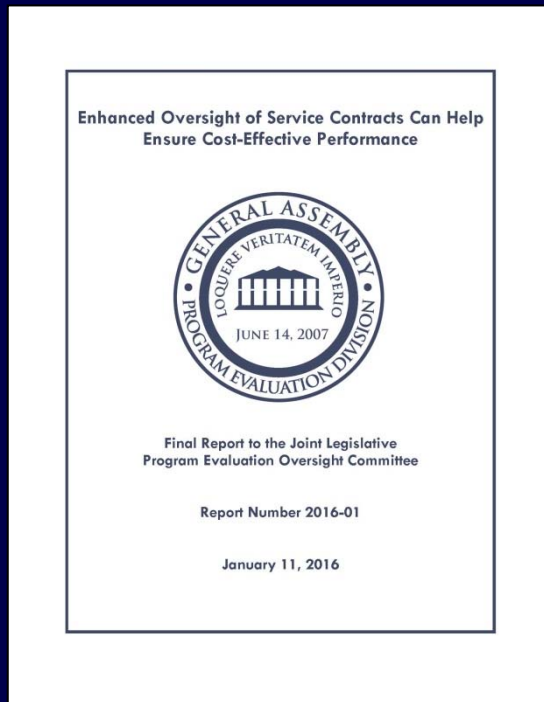 Enhanced Oversight of Service Contracts Can Help
Ensure Cost-Effective Performance
GENERAL ASSEMBLY
LOQUERE VERITATEM IMPERIO
JUNE 14, 2007
PROGRAM EVALUATION DIVISION
Final Report to the Joint Legislative
Program Evaluation Oversight Committee
Report Number 2016-01
January 11, 2016